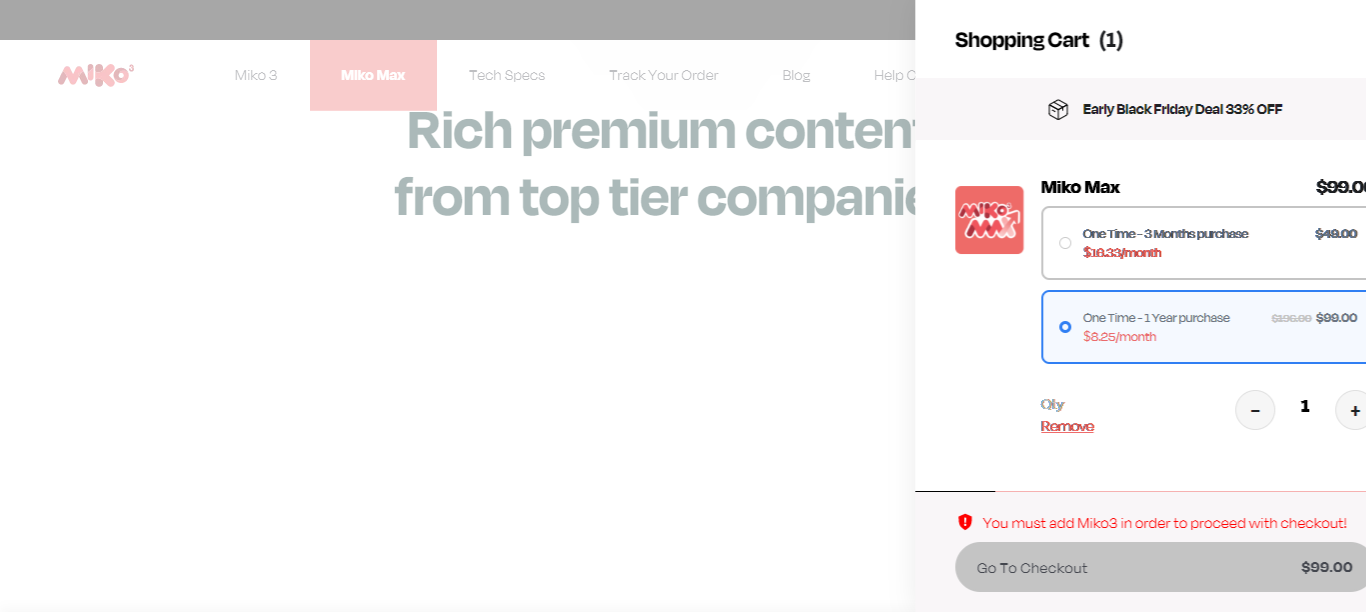 Shopping Cart (1)
Early Black Friday Deal 33% OFF
MIKO3
Miko 3
Miko Max
Tech Specs
Track Your Order
Blog
Help
Rich premium content
from top tier
MIKO3
MAX
Miko Max
One Time - 3 Months purchase
$49.00
$16.33/month
One Time - 1 Year purchase
$196.00 $99.00
$8.25/month
Qty
− 1 +
Remove
You must add Miko3 in order to proceed with checkout!
Go To Checkout
$99.00